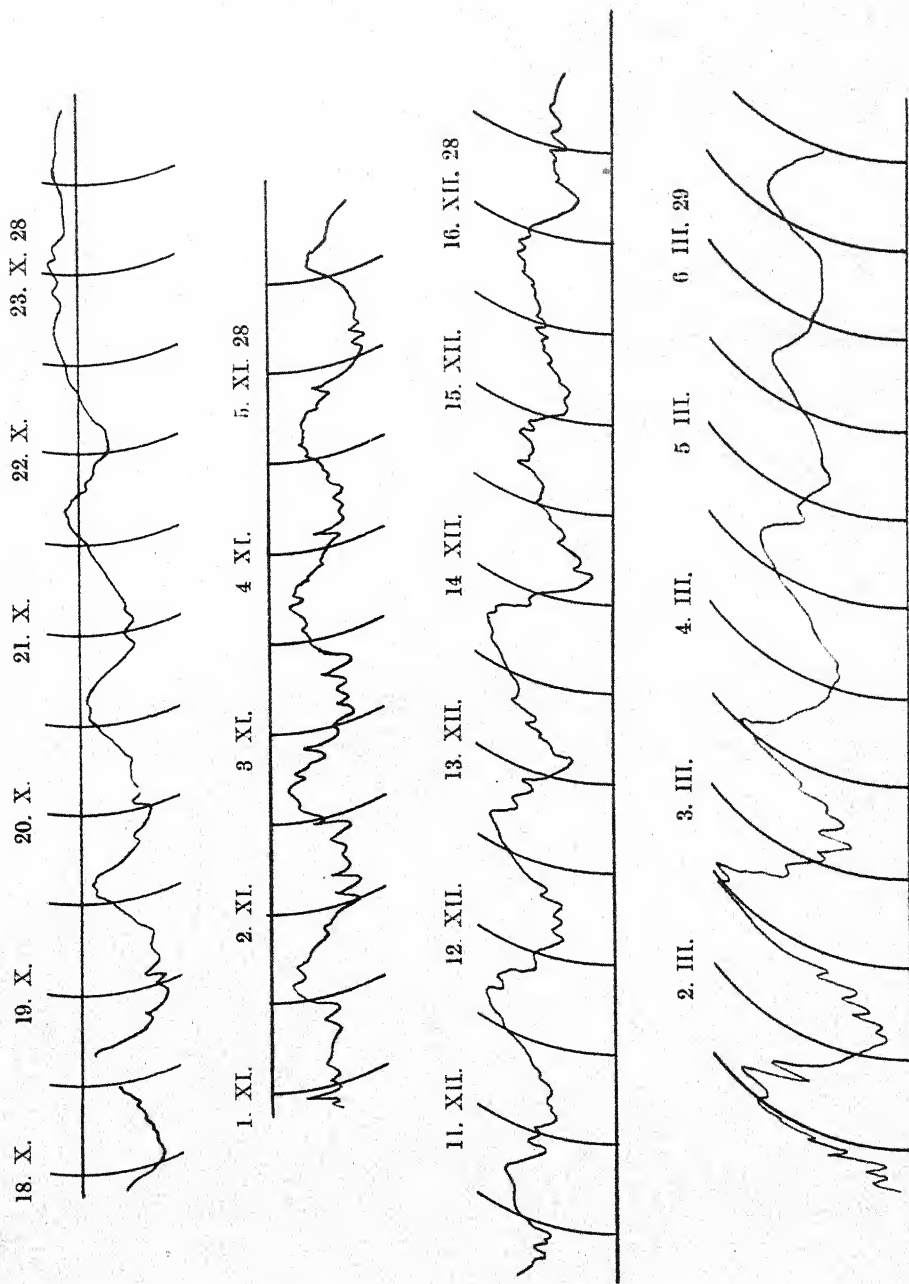 18. X. 19. X. 20. X. 21. X. 22. X. 23. X. 28
1. XI. 2. XI. 3 XI. 4 XI. 5. XI. 28
11. XII. 12. XII. 13. XII. 14 XII. 15. XII. 16. XII. 28
2. III. 3. III. 4. III. 5 III. 6 III. 29